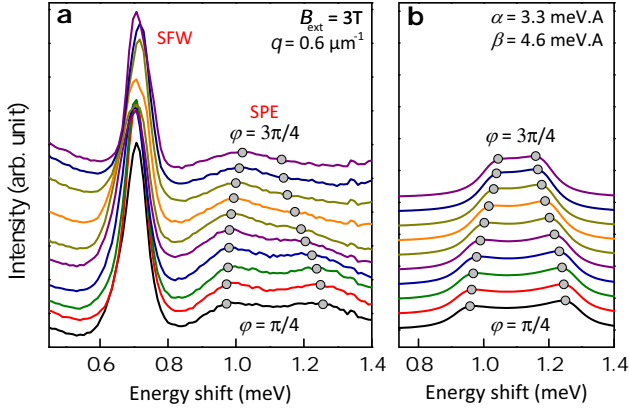 a
B_ext = 3T
q = 0.6 μm⁻¹
SFW
SPE
φ = 3π/4
φ = π/4
Intensity (arb. unit)
0.6 0.8 1.0 1.2 1.4
Energy shift (meV)
b
α = 3.3 meV.A
β = 4.6 meV.A
φ = 3π/4
φ = π/4
0.8 1.0 1.2 1.4
Energy shift (meV)